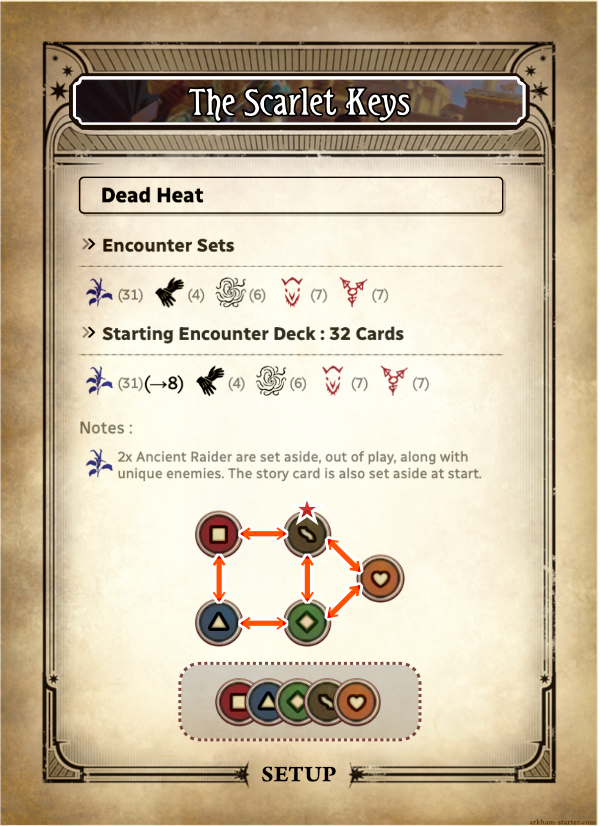 The Scarlet Keys
Dead Heat
Encounter Sets
(31) (4) (6) (7) (7)
Starting Encounter Deck : 32 Cards
(31)(→8) (4) (6) (7) (7)
Notes :
2x Ancient Raider are set aside, out of play, along with
unique enemies. The story card is also set aside at start.
SETUP
arkham-starter.com